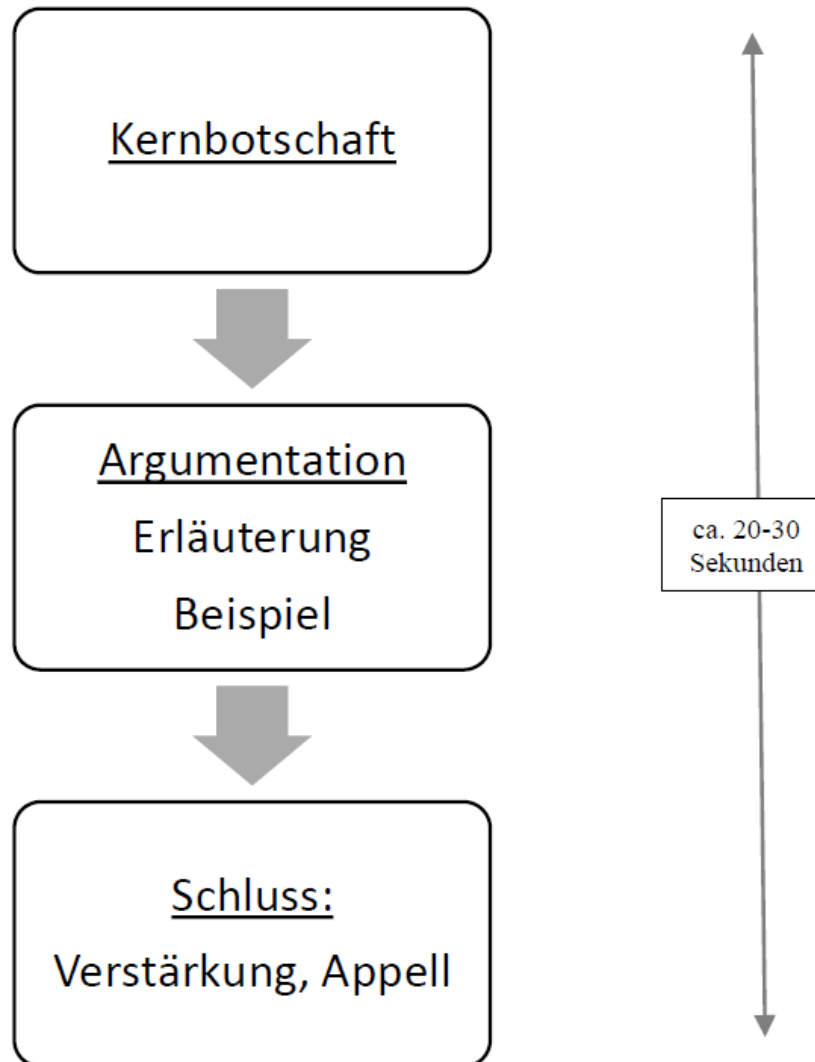 Kernbotschaft
Argumentation
Erläuterung
Beispiel
ca. 20-30
Sekunden
Schluss:
Verstärkung, Appell